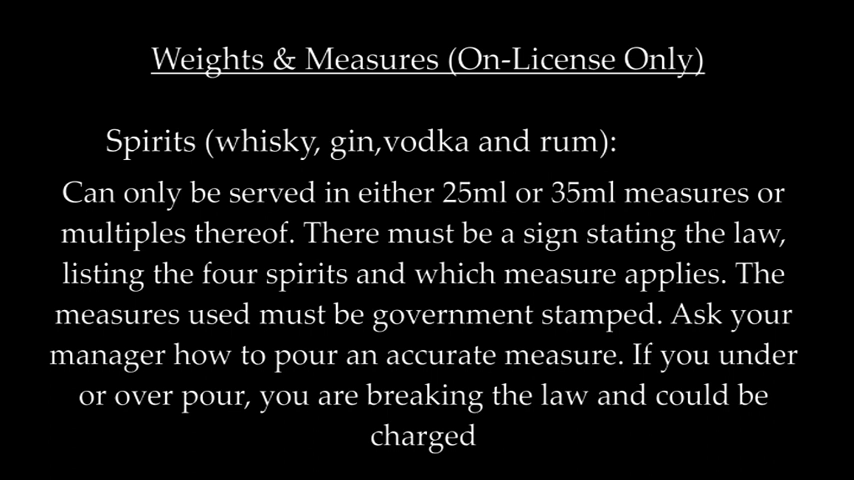 Weights & Measures (On-License Only)
Spirits (whisky, gin,vodka and rum):
Can only be served in either 25ml or 35ml measures or
multiples thereof. There must be a sign stating the law,
listing the four spirits and which measure applies. The
measures used must be government stamped. Ask your
manager how to pour an accurate measure. If you under
or over pour, you are breaking the law and could be
charged